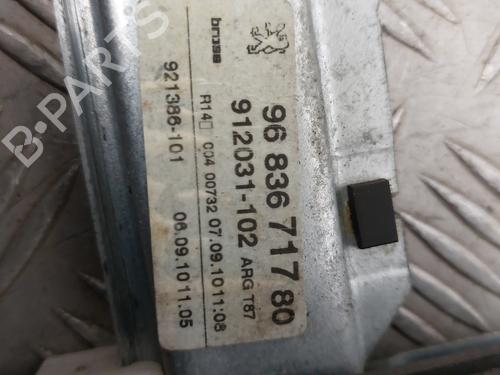 brose
96 836 717 80
912031-102 ARG T87
R14 004 00732 07.09.10 11:08
921386-101
06.09.10 11.05
B-PARTS